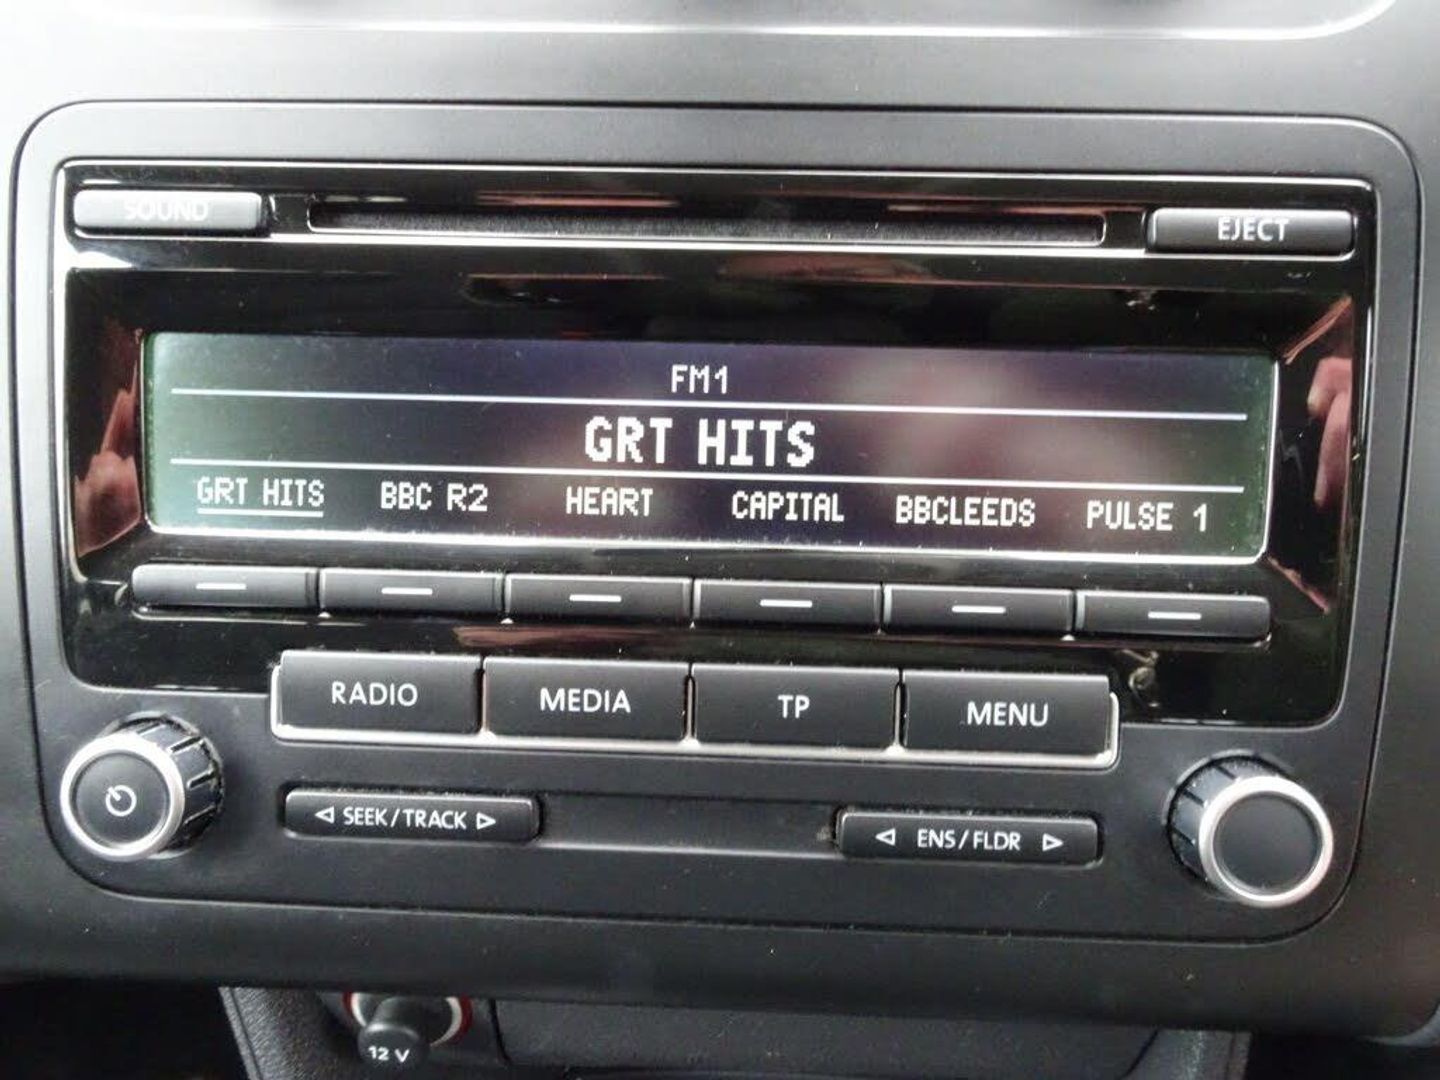 SOUND
EJECT
FM1
GRT HITS
GRT HITS BBC R2 HEART CAPITAL BBCLEEDS PULSE 1
RADIO MEDIA TP MENU
SEEK/TRACK
ENS/FLDR
12 V